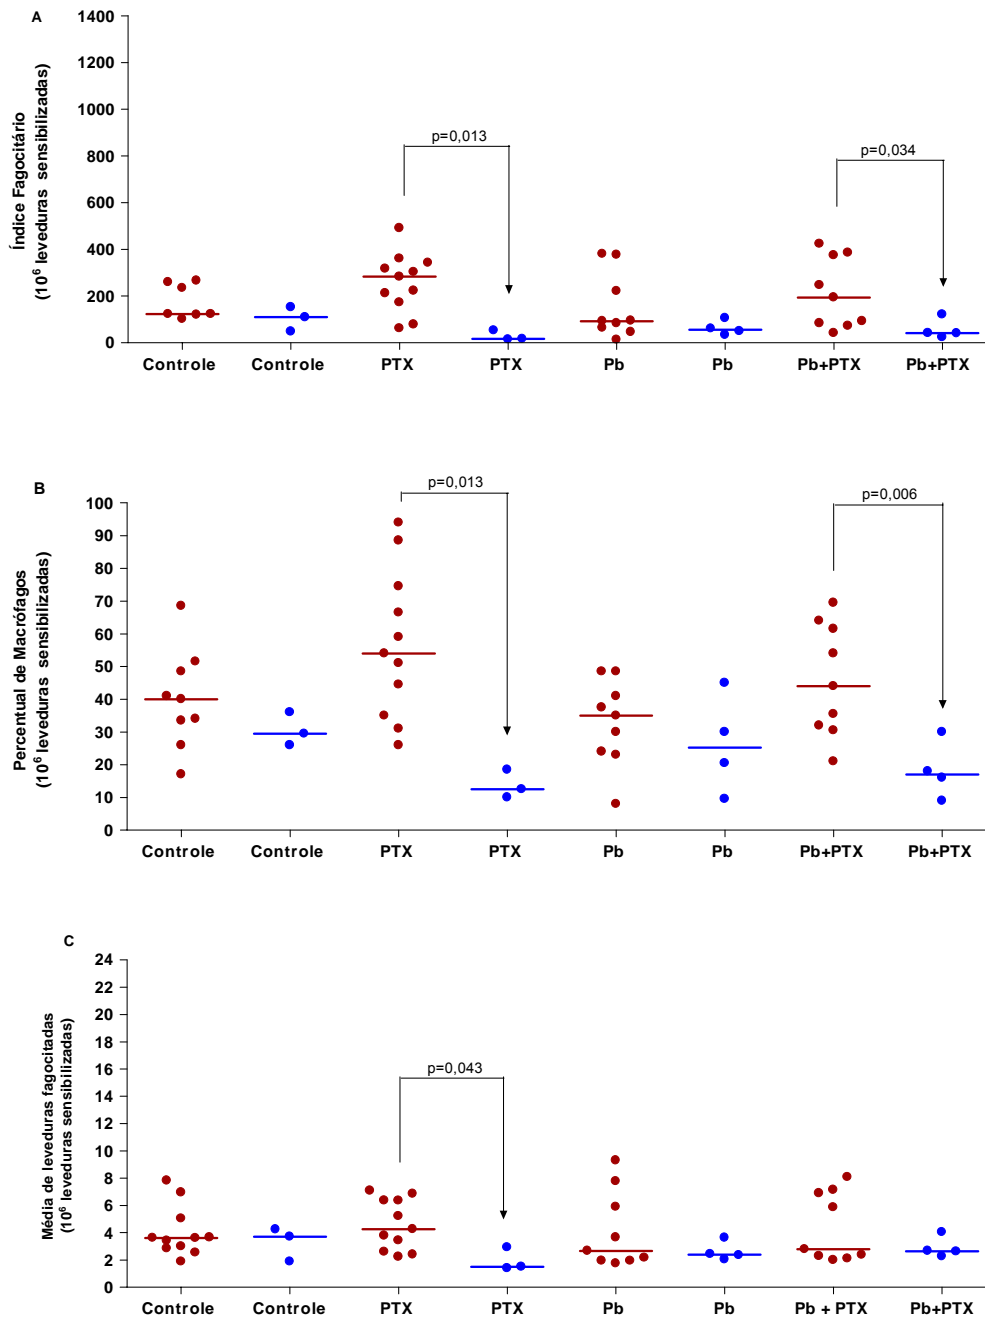 A
Índice Fagocitário
(10⁶ leveduras sensibilizadas)
1400
1200
1000
800
600
400
200
0
p=0,013
p=0,034
Controle Controle PTX PTX Pb Pb Pb+PTX Pb+PTX
B
Percentual de Macrófagos
(10⁶ leveduras sensibilizadas)
100
90
80
70
60
50
40
30
20
10
0
p=0,013
p=0,006
Controle Controle PTX PTX Pb Pb Pb+PTX Pb+PTX
C
Média de leveduras fagocitadas
(10⁶ leveduras sensibilizadas)
24
22
20
18
16
14
12
10
8
6
4
2
0
p=0,043
Controle Controle PTX PTX Pb Pb Pb + PTX Pb+PTX